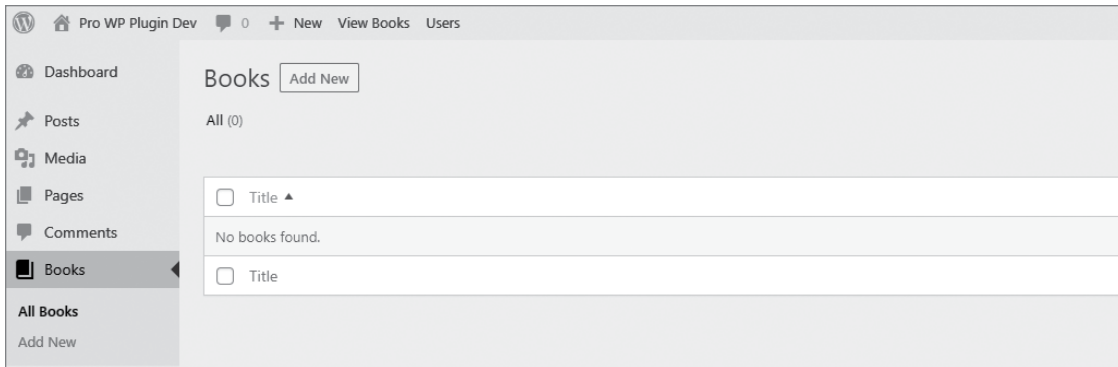 Pro WP Plugin Dev 0 New View Books Users
Dashboard
Posts
Media
Pages
Comments
Books
All Books
Add New
Books Add New
All (0)
Title
No books found.
Title